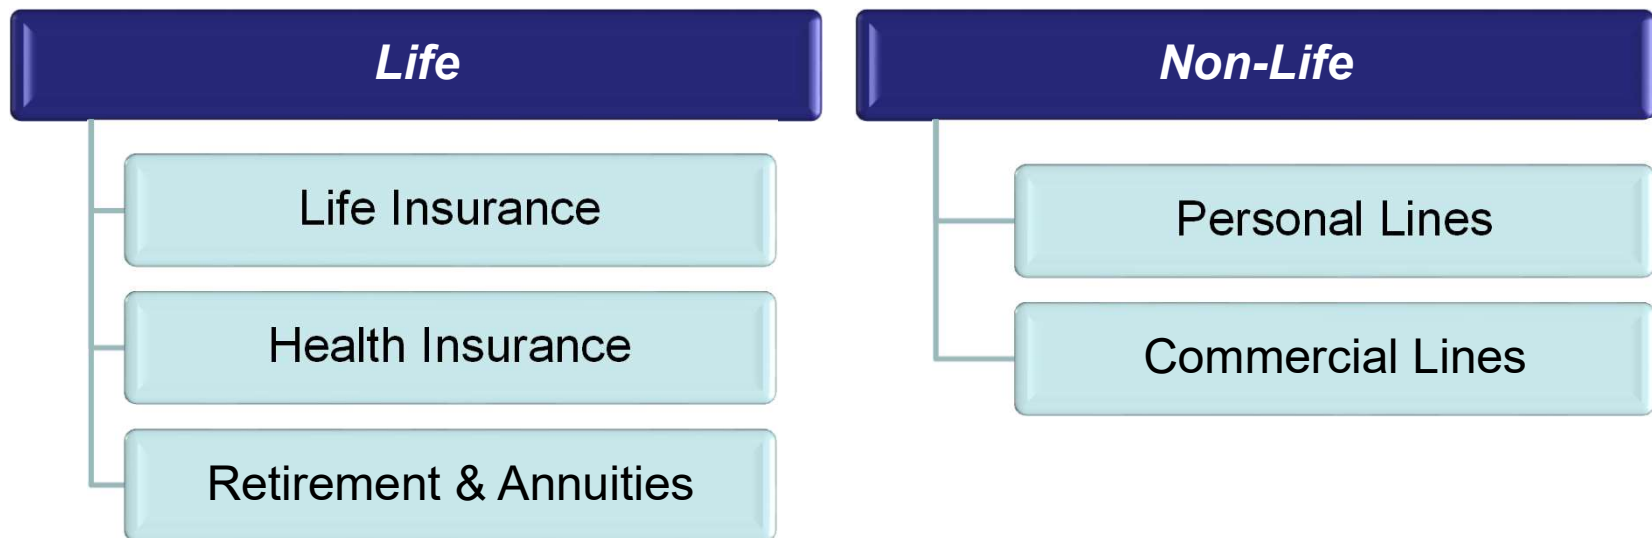 Life
Life Insurance
Health Insurance
Retirement & Annuities
Non-Life
Personal Lines
Commercial Lines